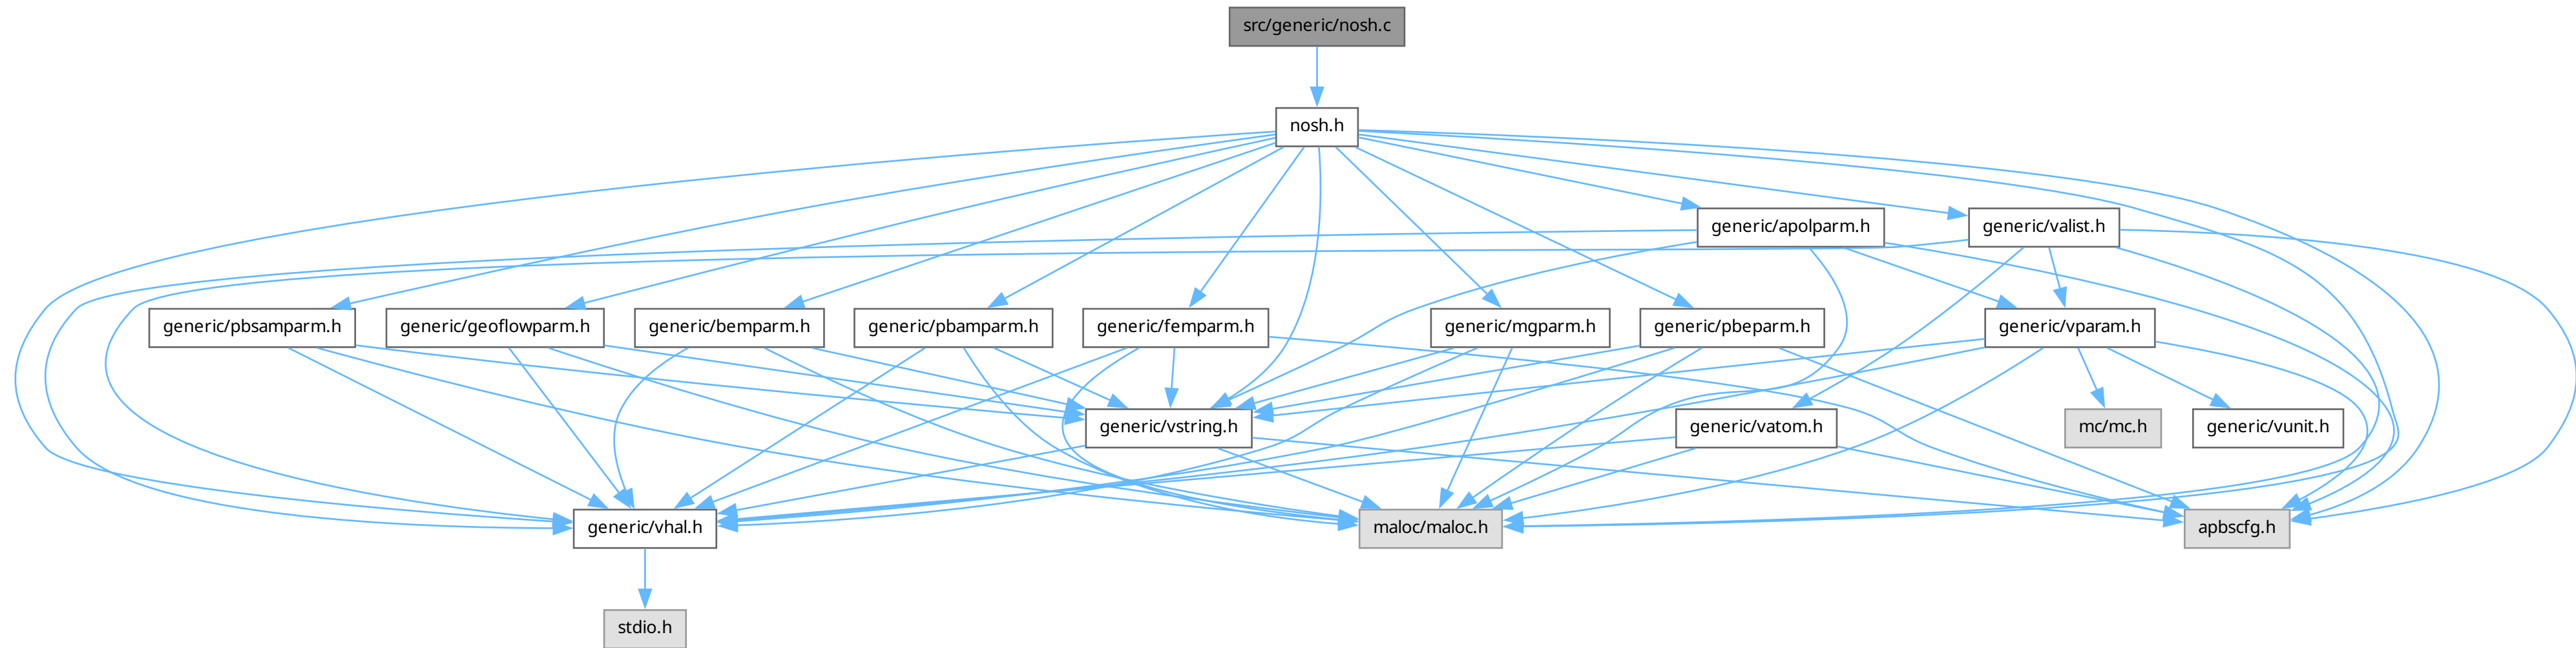 src/generic/nosh.c
nosh.h
generic/apolparm.h
generic/valist.h
generic/pbsamparm.h
generic/geoflowparm.h
generic/bemparm.h
generic/pbamparm.h
generic/femparm.h
generic/mgparm.h
generic/pbeparm.h
generic/vparam.h
generic/vstring.h
generic/vatom.h
mc/mc.h
generic/vunit.h
generic/vhal.h
maloc/maloc.h
apbscfg.h
stdio.h